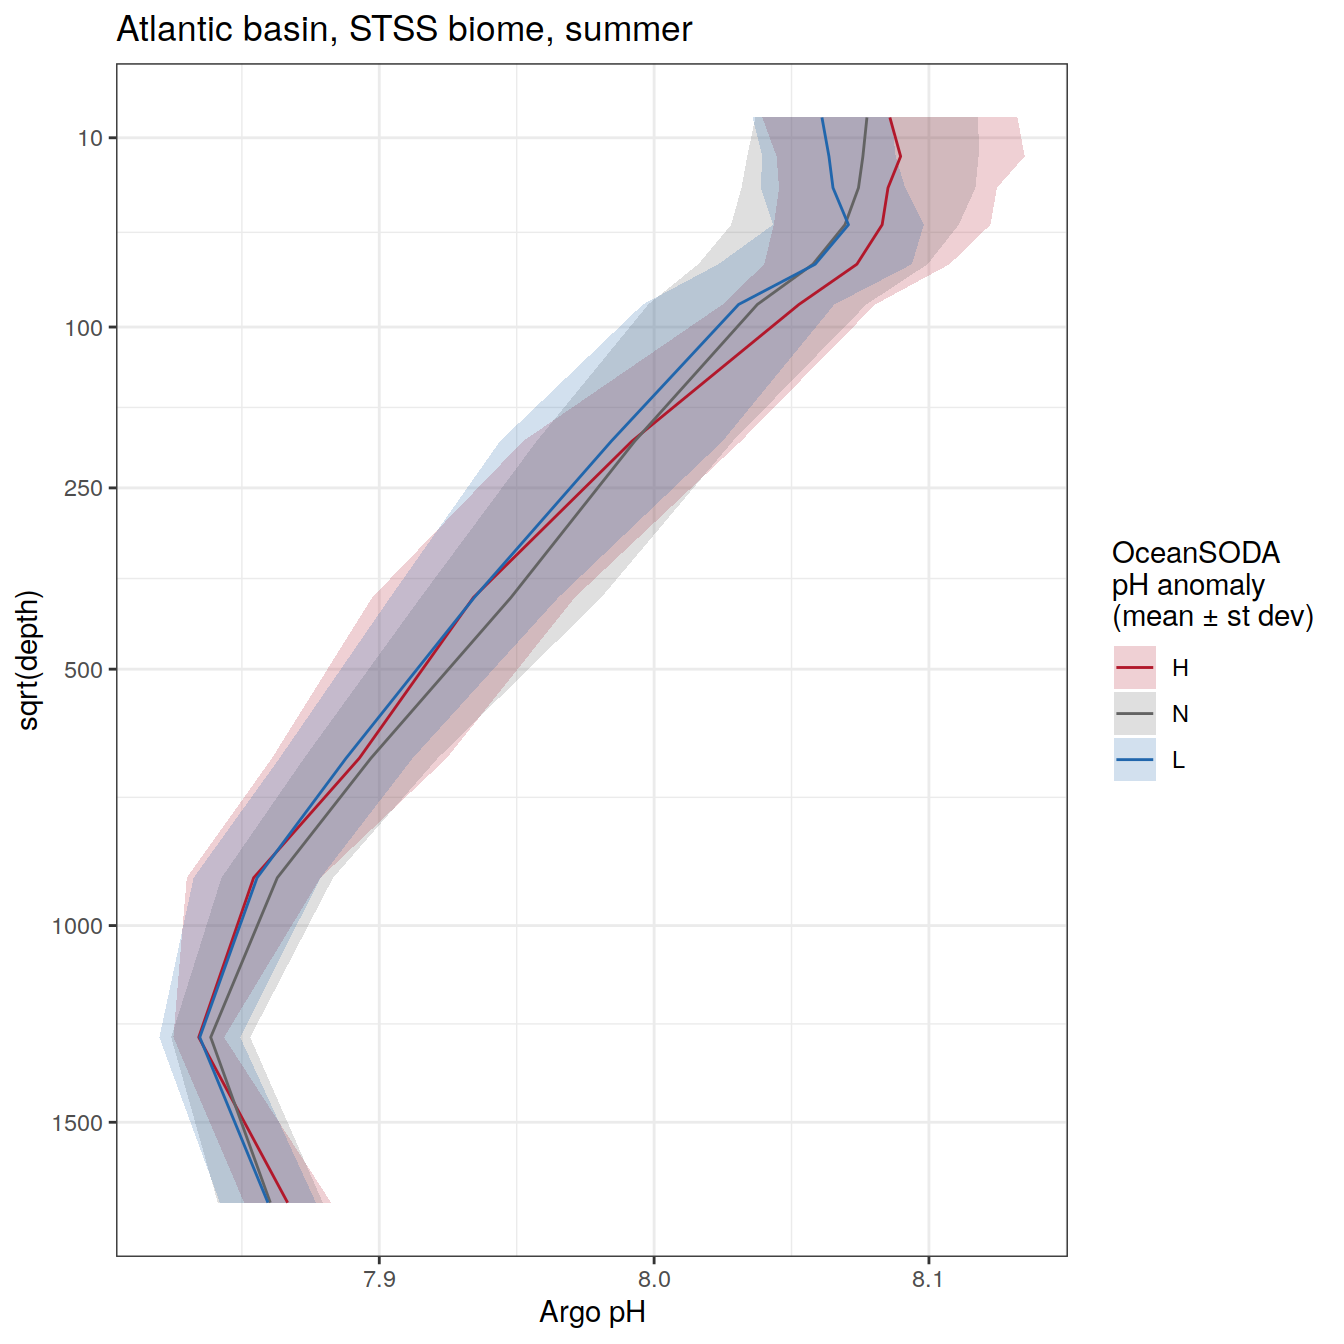 Atlantic basin, STSS biome, summer
10
100
250
500
1000
1500
sqrt(depth)
7.9
8.0
8.1
Argo pH
OceanSODA
pH anomaly
(mean ± st dev)
H
N
L